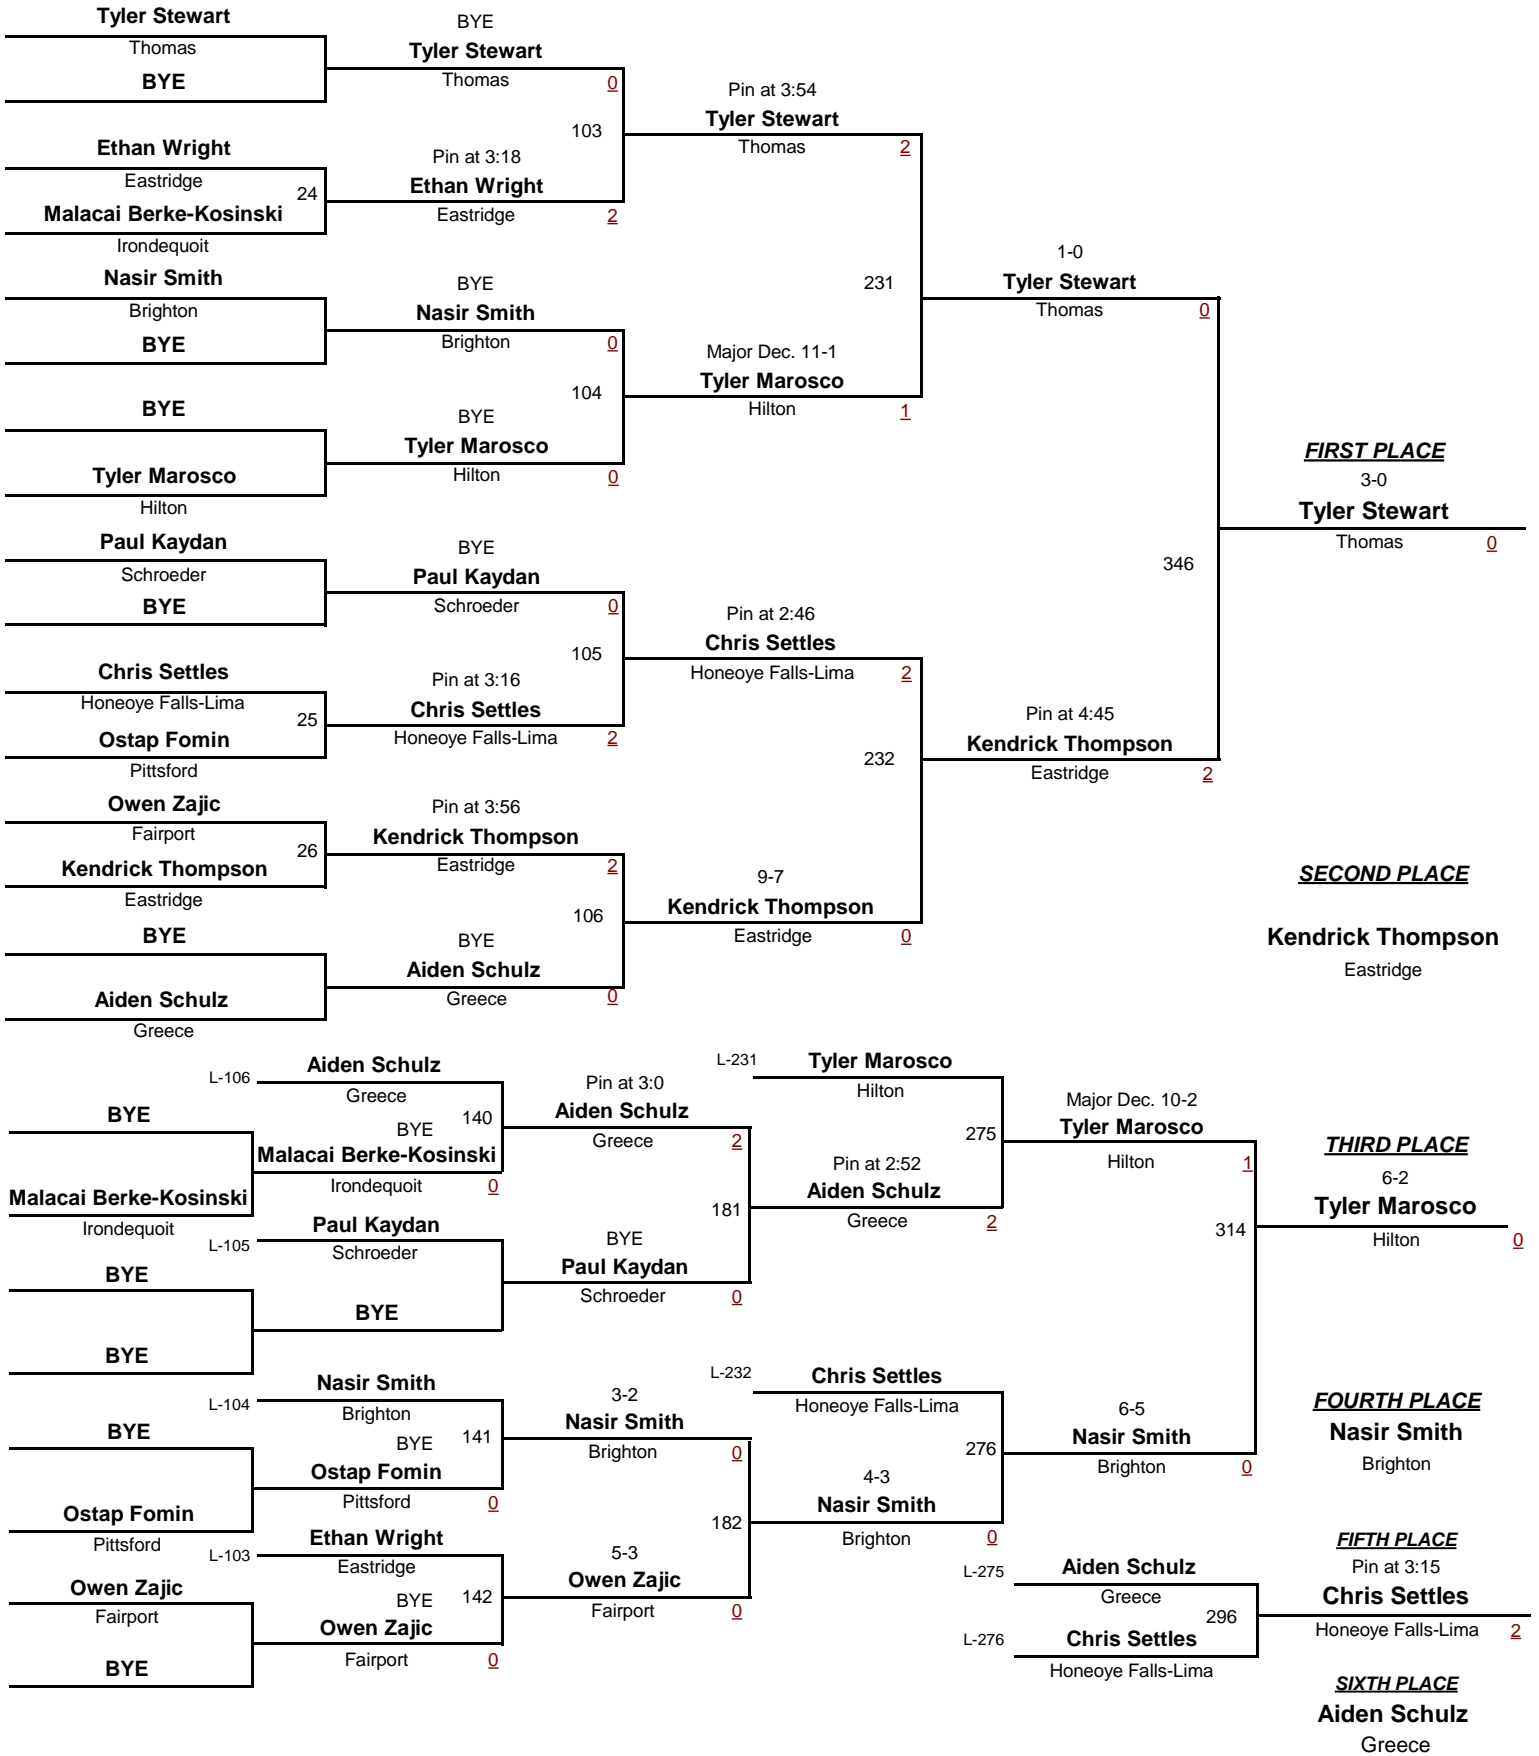 Tyler Stewart
Thomas
BYE
Ethan Wright
Eastridge
24
Malacai Berke-Kosinski
Irondequoit
Nasir Smith
Brighton
BYE
BYE
Tyler Marosco
Hilton
Paul Kaydan
Schroeder
BYE
Chris Settles
Honeoye Falls-Lima
25
Ostap Fomin
Pittsford
Owen Zajic
Fairport
26
Kendrick Thompson
Eastridge
BYE
Aiden Schulz
Greece
BYE
Tyler Stewart
Thomas
0
103
Pin at 3:18
Ethan Wright
Eastridge
2
BYE
Nasir Smith
Brighton
0
104
BYE
Tyler Marosco
Hilton
0
BYE
Paul Kaydan
Schroeder
0
105
Pin at 3:16
Chris Settles
Honeoye Falls-Lima
2
Pin at 3:56
Kendrick Thompson
Eastridge
2
106
BYE
Aiden Schulz
Greece
0
Pin at 3:54
Tyler Stewart
Thomas
2
231
Major Dec. 11-1
Tyler Marosco
Hilton
1
Pin at 2:46
Chris Settles
Honeoye Falls-Lima
2
232
9-7
Kendrick Thompson
Eastridge
0
1-0
Tyler Stewart
Thomas
0
346
Pin at 4:45
Kendrick Thompson
Eastridge
2
FIRST PLACE
3-0
Tyler Stewart
Thomas
0
SECOND PLACE
Kendrick Thompson
Eastridge
BYE
Malacai Berke-Kosinski
Irondequoit
BYE
BYE
BYE
Ostap Fomin
Pittsford
Owen Zajic
Fairport
BYE
L-106
Aiden Schulz
Greece
140
BYE
Malacai Berke-Kosinski
Irondequoit
0
L-105
Paul Kaydan
Schroeder
BYE
L-104
Nasir Smith
Brighton
141
BYE
Ostap Fomin
Pittsford
0
L-103
Ethan Wright
Eastridge
142
BYE
Owen Zajic
Fairport
0
Pin at 3:0
Aiden Schulz
Greece
2
181
BYE
Paul Kaydan
Schroeder
0
3-2
Nasir Smith
Brighton
0
182
5-3
Owen Zajic
Fairport
0
L-231
Tyler Marosco
Hilton
275
Pin at 2:52
Aiden Schulz
Greece
2
L-232
Chris Settles
Honeoye Falls-Lima
276
4-3
Nasir Smith
Brighton
0
Major Dec. 10-2
Tyler Marosco
Hilton
1
314
6-5
Nasir Smith
Brighton
0
L-275
Aiden Schulz
Greece
296
L-276
Chris Settles
Honeoye Falls-Lima
THIRD PLACE
6-2
Tyler Marosco
Hilton
0
FOURTH PLACE
Nasir Smith
Brighton
FIFTH PLACE
Pin at 3:15
Chris Settles
Honeoye Falls-Lima
2
SIXTH PLACE
Aiden Schulz
Greece